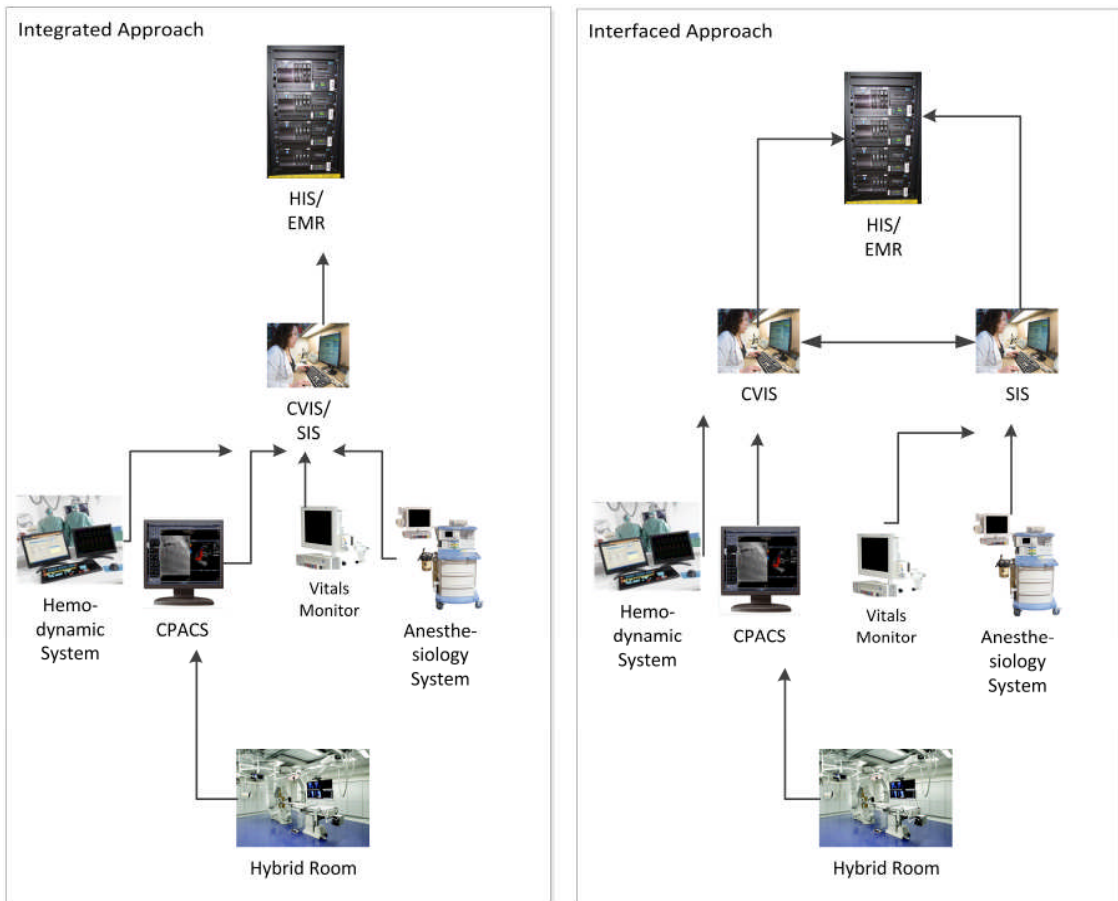 Integrated Approach
HIS/
EMR
CVIS/
SIS
Hemo-
dynamic
System
CPACS
Vitals
Monitor
Anesthe-
siology
System
Hybrid Room
Interfaced Approach
HIS/
EMR
CVIS
SIS
Hemo-
dynamic
System
CPACS
Vitals
Monitor
Anesthe-
siology
System
Hybrid Room